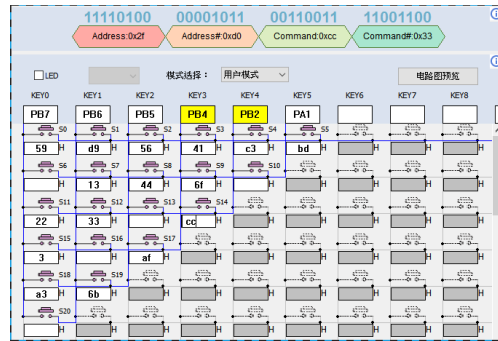 11110100 00001011 00110011 11001100
Address:0x2f Address#:0xd0 Command:0xcc Command#:0x33
LED 模式选择： 用户模式 电路图预览
KEY0 KEY1 KEY2 KEY3 KEY4 KEY5 KEY6 KEY7 KEY8
PB7 PB6 PB5 PB4 PB2 PA1
S0 S1 S2 S3 S4 S5
59 H d9 H 56 H 41 H c3 H bd H H H H
S6 S7 S8 S9 S10
H 13 H 44 H 6f H H H H H H
S11 S12 S13 S14
22 H 33 H H cc H H H H H H
S15 S16 S17
3 H H af H H H H H H H
S18 S19
a3 H 6b H H H H H H H H
S20
H H H H H H H H H